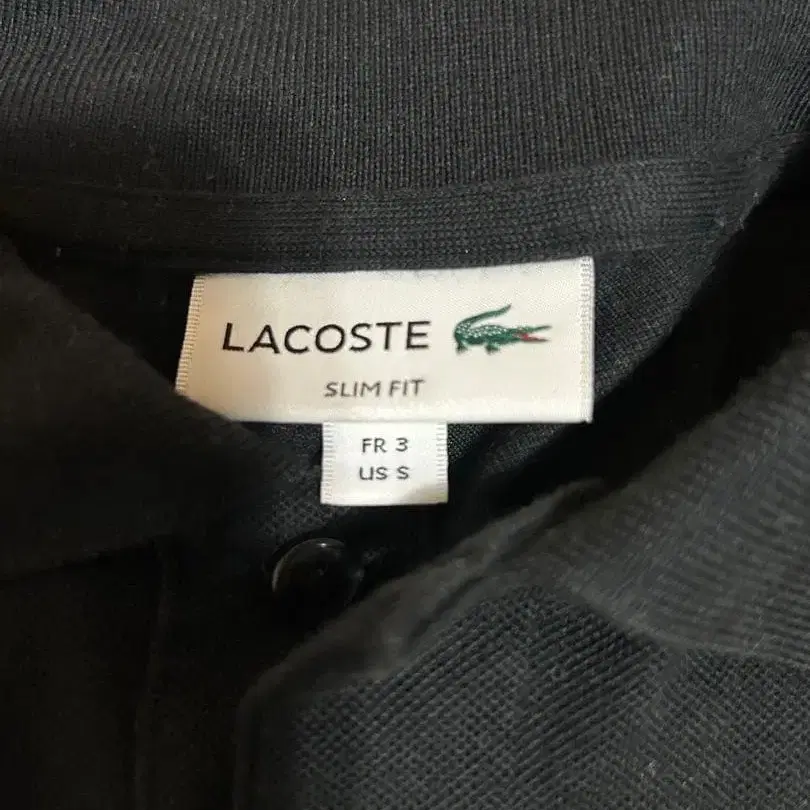 LACOSTE
SLIM FIT
FR 3
US S